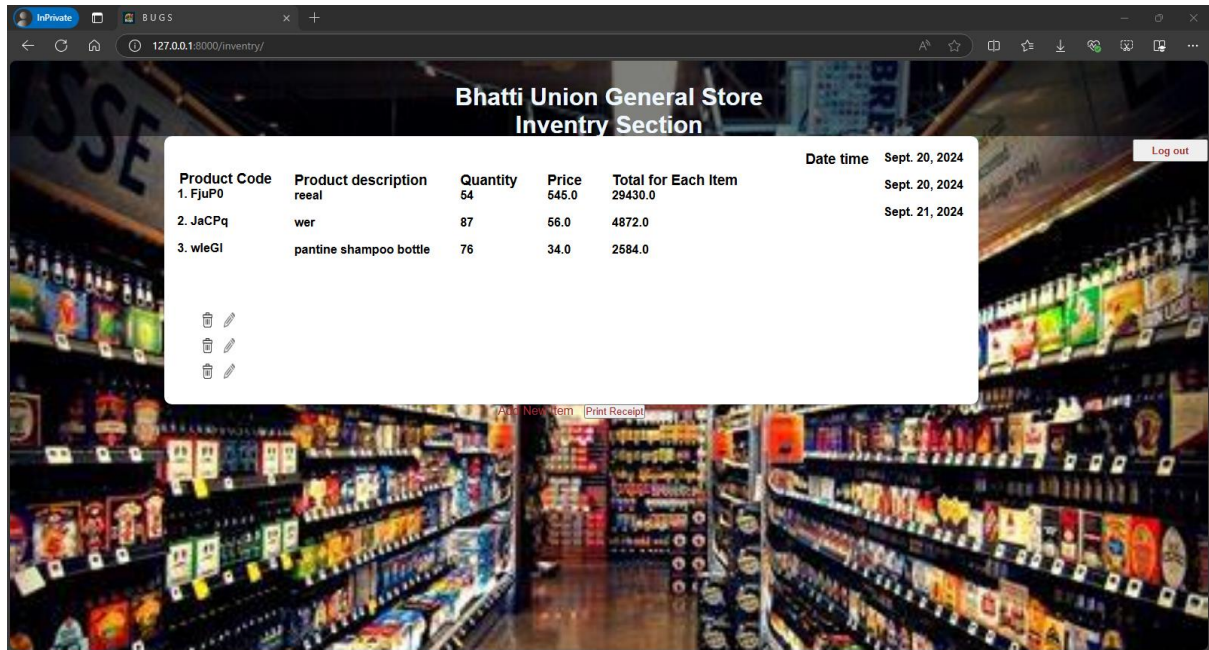 InPrivate
B U G S
127.0.0.1:8000/inventry/
Bhatti Union General Store
Inventry Section
Log out
Date time Sept. 20, 2024
Sept. 20, 2024
Sept. 21, 2024
Product Code Product description Quantity Price Total for Each Item
1. FjuP0 reeal 54 545.0 29430.0
2. JaCPq wer 87 56.0 4872.0
3. wleGI pantine shampoo bottle 76 34.0 2584.0
Add New Item Print Receipt